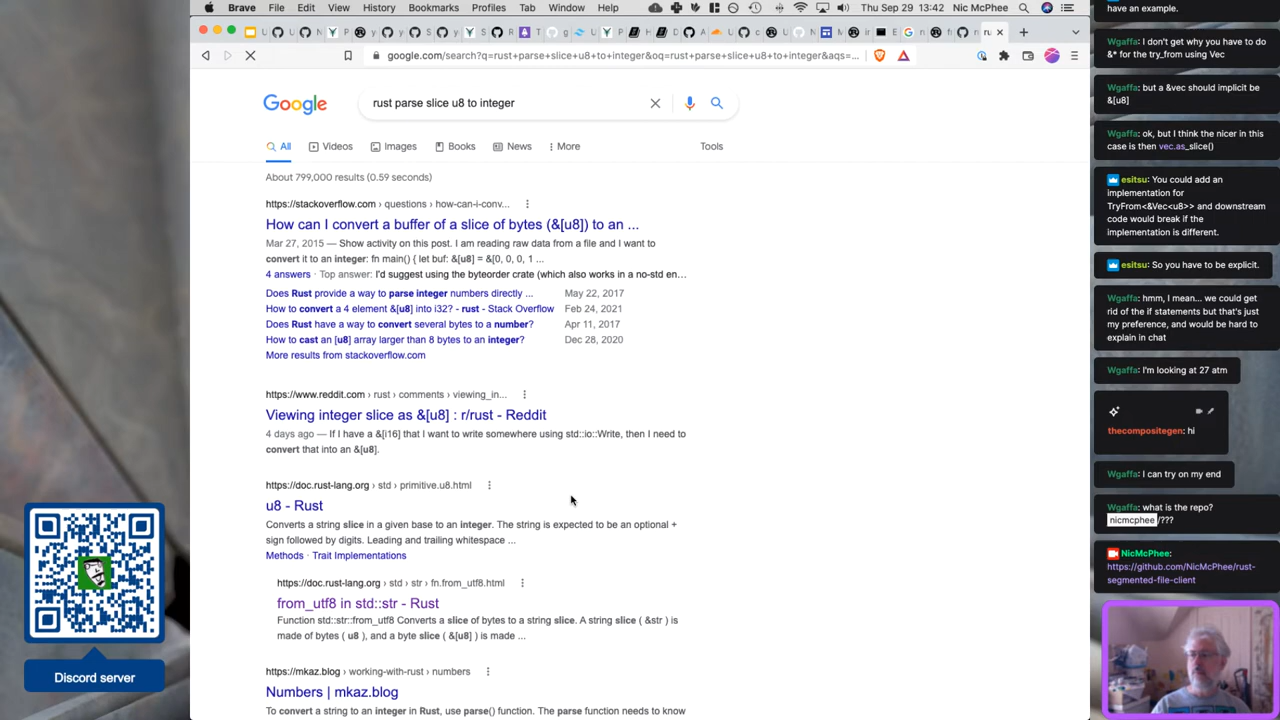 Brave File Edit View History Bookmarks Profiles Tab Window Help
Thu Sep 29 13:42 Nic McPhee
google.com/search?q=rust+parse+slice+u8+to+integer&oq=rust+parse+slice+u8+to+integer&aqs=...
Google
rust parse slice u8 to integer
All Videos Images Books News More Tools
About 799,000 results (0.59 seconds)
https://stackoverflow.com › questions › how-can-i-conv...
How can I convert a buffer of a slice of bytes (&[u8]) to an ...
Mar 27, 2015 — Show activity on this post. I am reading raw data from a file and I want to
convert it to an integer: fn main() { let buf: &[u8] = &[0, 0, 0, 1 ...
4 answers · Top answer: I'd suggest using the byteorder crate (which also works in a no-std en...
Does Rust provide a way to parse integer numbers directly ... May 22, 2017
How to convert a 4 element &[u8] into i32? - rust - Stack Overflow Feb 24, 2021
Does Rust have a way to convert several bytes to a number? Apr 11, 2017
How to cast an [u8] array larger than 8 bytes to an integer? Dec 28, 2020
More results from stackoverflow.com
https://www.reddit.com › rust › comments › viewing_in...
Viewing integer slice as &[u8] : r/rust - Reddit
4 days ago — If I have a &[i16] that I want to write somewhere using std::io::Write, then I need to
convert that into an &[u8].
https://doc.rust-lang.org › std › primitive.u8.html
u8 - Rust
Converts a string slice in a given base to an integer. The string is expected to be an optional +
sign followed by digits. Leading and trailing whitespace ...
Methods · Trait Implementations
https://doc.rust-lang.org › std › str › fn.from_utf8.html
from_utf8 in std::str - Rust
Function std::str::from_utf8 Converts a slice of bytes to a string slice. A string slice ( &str ) is
made of bytes ( u8 ), and a byte slice ( &[u8] ) is made ...
https://mkaz.blog › working-with-rust › numbers
Numbers | mkaz.blog
To convert a string to an integer in Rust, use parse() function. The parse function needs to know
Discord server
have an example.
Wgaffa: I don't get why you have to do
&* for the try_from using Vec
Wgaffa: but a &vec should implicit be
&[u8]
Wgaffa: ok, but I think the nicer in this
case is then vec.as_slice()
esitsu: You could add an
implementation for
TryFrom<&Vec<u8>> and downstream
code would break if the
implementation is different.
esitsu: So you have to be explicit.
Wgaffa: hmm, I mean... we could get
rid of the if statements but that's just
my preference, and would be hard to
explain in chat
Wgaffa: I'm looking at 27 atm
thecompositegen: hi
Wgaffa: I can try on my end
Wgaffa: what is the repo?
nicmcphee/???
NicMcPhee:
https://github.com/NicMcPhee/rust-
segmented-file-client